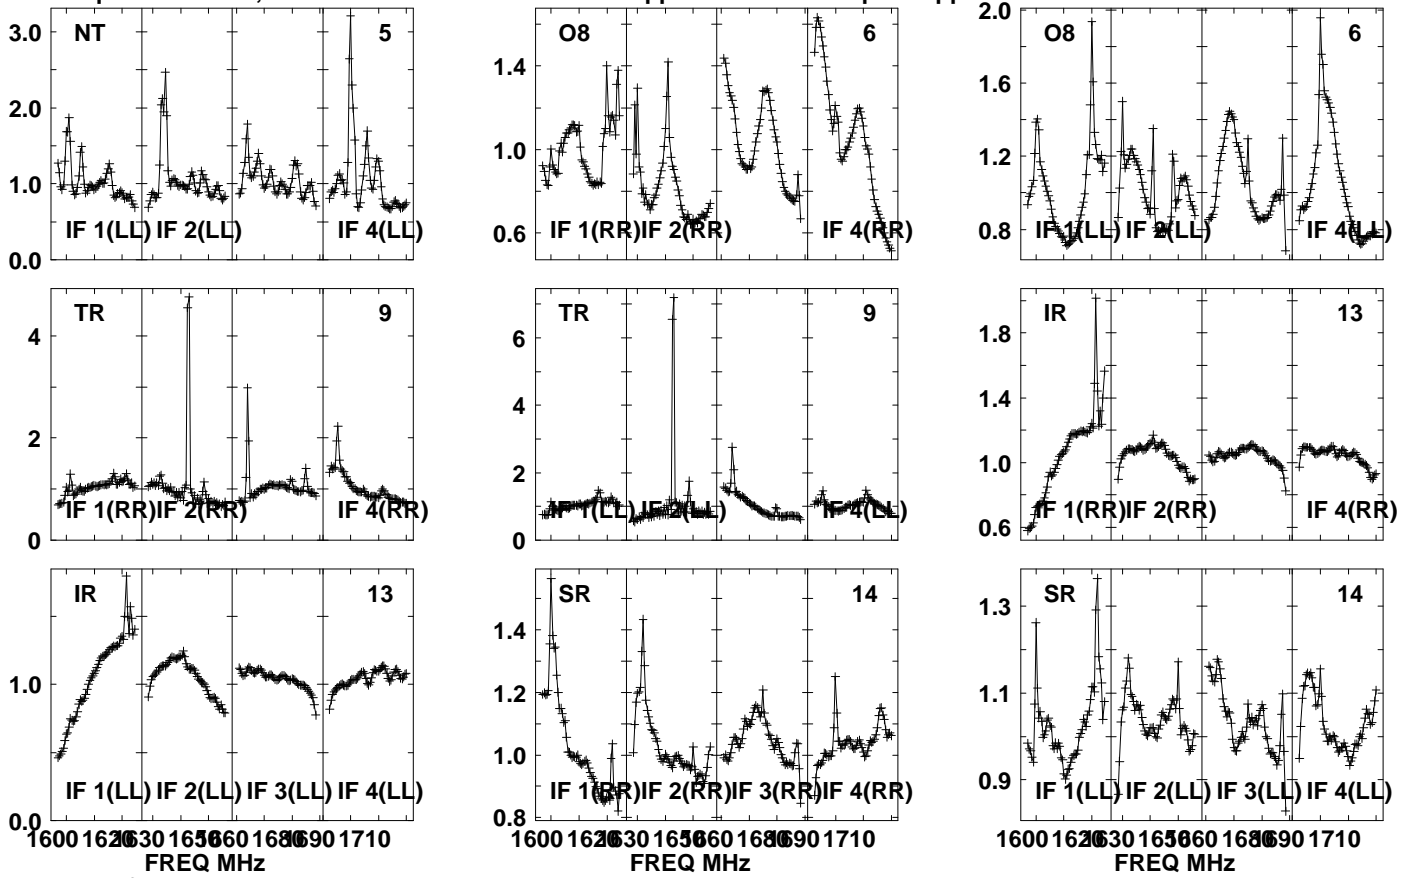 NT 5
3.0
2.0
1.0
0.0
IF 1(LL) IF 2(LL) IF 4(LL)
O8 6
1.4
1.0
0.6
IF 1(RR) IF 2(RR) IF 4(RR)
O8 6
2.0
1.6
1.2
0.8
IF 1(LL) IF 2(LL) IF 4(LL)
TR 9
4
2
0
IF 1(RR) IF 2(RR) IF 4(RR)
TR 9
6
4
2
0
IF 1(LL) IF 2(LL) IF 4(LL)
IR 13
1.8
1.4
1.0
0.6
IF 1(RR) IF 2(RR) IF 4(RR)
IR 13
1.0
0.0
IF 1(LL) IF 2(LL) IF 3(LL) IF 4(LL)
1600 1620 1630 1650 1660 1680 1690 1710
FREQ MHz
SR 14
1.4
1.2
1.0
0.8
IF 1(RR) IF 2(RR) IF 3(RR) IF 4(RR)
1600 1620 1630 1650 1660 1680 1690 1710
FREQ MHz
SR 14
1.3
1.1
0.9
IF 1(LL) IF 2(LL) IF 3(LL) IF 4(LL)
1600 1620 1630 1650 1660 1680 1690 1710
FREQ MHz